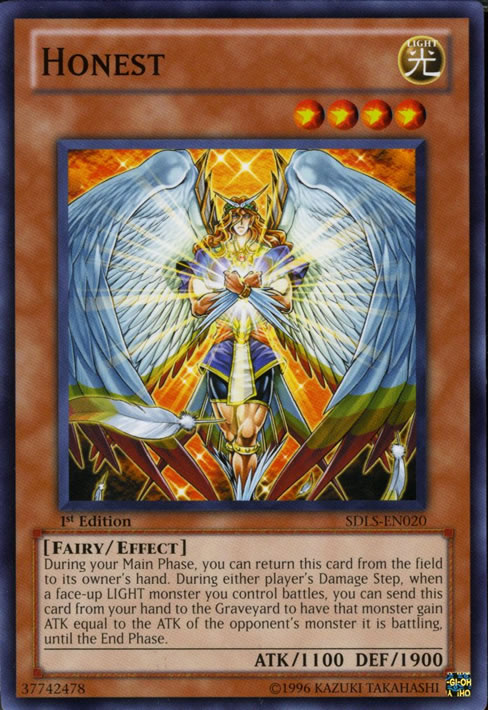 HONEST
LIGHT
光
1st Edition
SDLS-EN020
[FAIRY/EFFECT]
During your Main Phase, you can return this card from the field
to its owner's hand. During either player's Damage Step, when
a face-up LIGHT monster you control battles, you can send this
card from your hand to the Graveyard to have that monster gain
ATK equal to the ATK of the opponent's monster it is battling,
until the End Phase.
ATK/1100 DEF/1900
37742478
©1996 KAZUKI TAKAHASHI